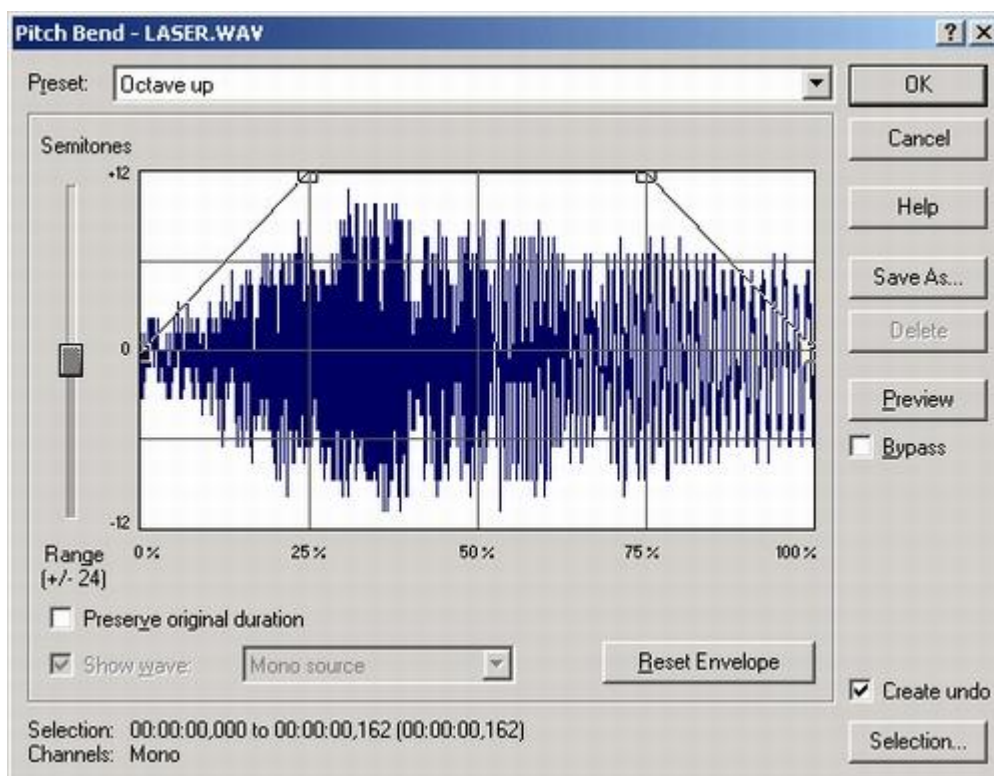 Pitch Bend - LASER.WAV
Preset: Octave up
OK
Cancel
Help
Save As...
Delete
Preview
Bypass
Semitones
+12
0
-12
Range
(+/- 24)
0 % 25 % 50 % 75 % 100 %
Preserve original duration
Show wave: Mono source
Reset Envelope
Create undo
Selection: 00:00:00,000 to 00:00:00,162 (00:00:00,162)
Channels: Mono
Selection...